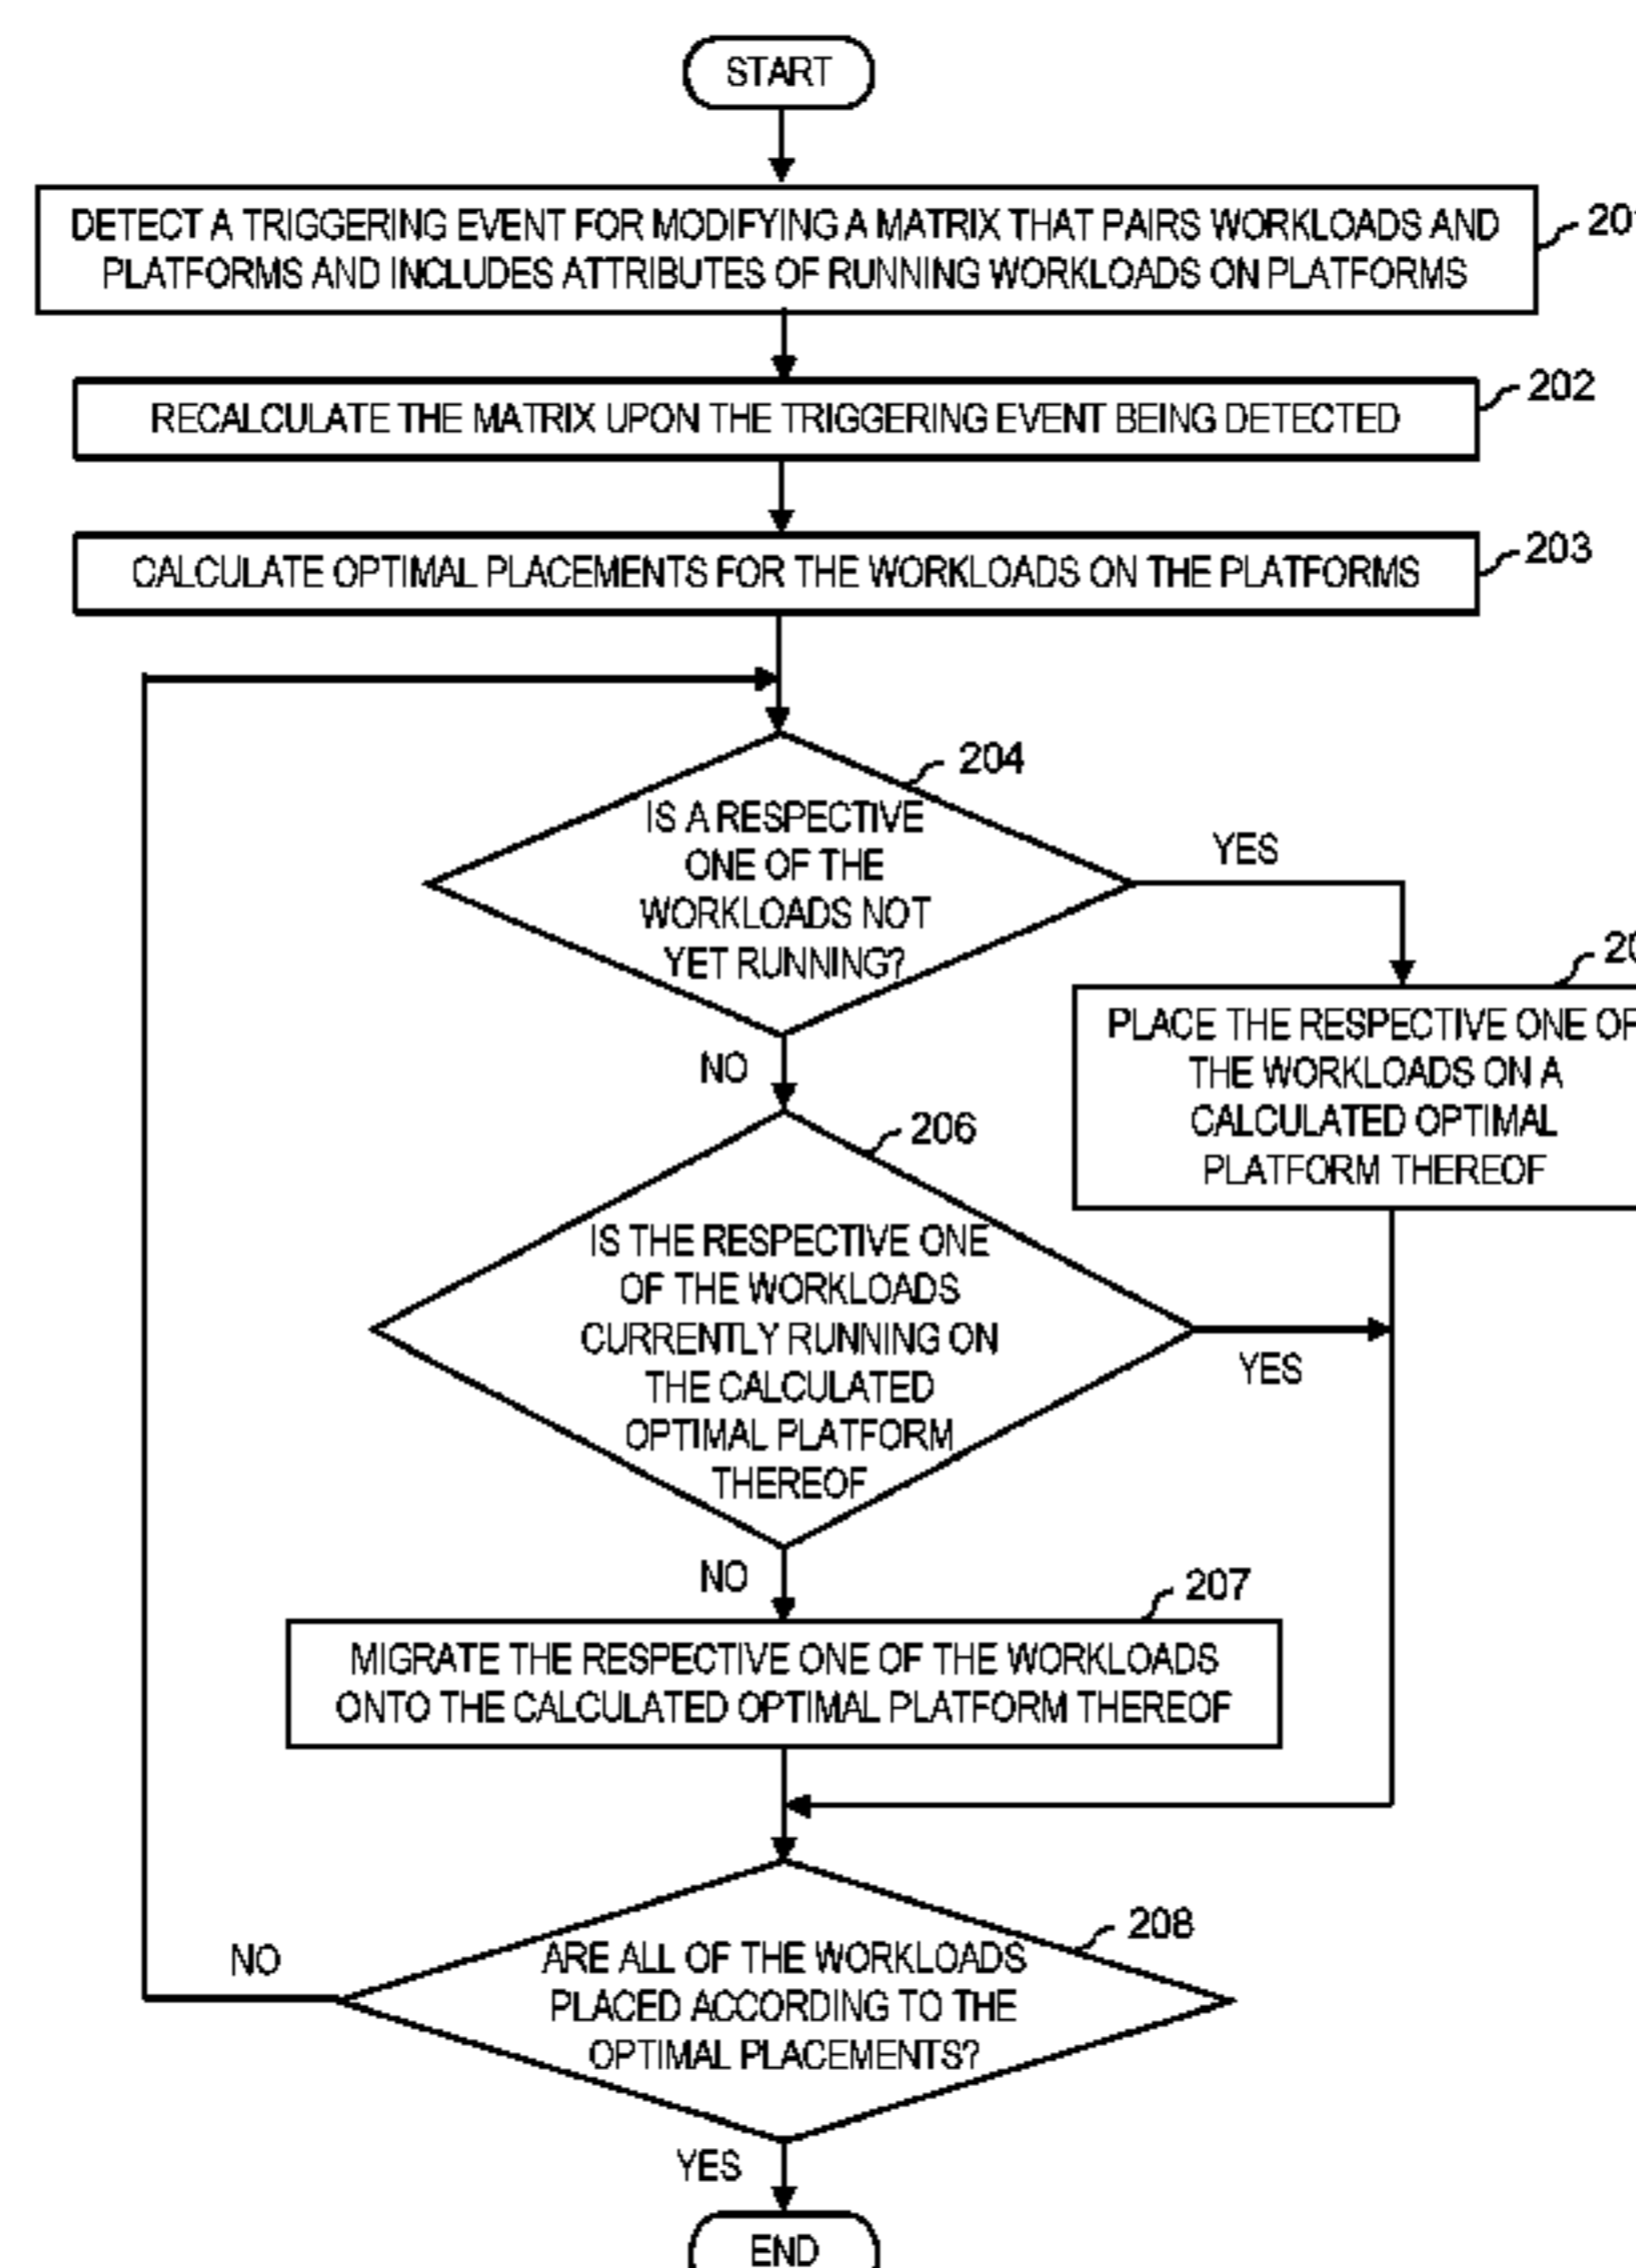 START
DETECT A TRIGGERING EVENT FOR MODIFYING A MATRIX THAT PAIRS WORKLOADS AND
PLATFORMS AND INCLUDES ATTRIBUTES OF RUNNING WORKLOADS ON PLATFORMS
201
RECALCULATE THE MATRIX UPON THE TRIGGERING EVENT BEING DETECTED
202
CALCULATE OPTIMAL PLACEMENTS FOR THE WORKLOADS ON THE PLATFORMS
203
204
IS A RESPECTIVE
ONE OF THE
WORKLOADS NOT
YET RUNNING?
YES
NO
PLACE THE RESPECTIVE ONE OF
THE WORKLOADS ON A
CALCULATED OPTIMAL
PLATFORM THEREOF
206
IS THE RESPECTIVE ONE
OF THE WORKLOADS
CURRENTLY RUNNING ON
THE CALCULATED
OPTIMAL PLATFORM
THEREOF
YES
NO
207
MIGRATE THE RESPECTIVE ONE OF THE WORKLOADS
ONTO THE CALCULATED OPTIMAL PLATFORM THEREOF
208
ARE ALL OF THE WORKLOADS
PLACED ACCORDING TO THE
OPTIMAL PLACEMENTS?
NO
YES
END